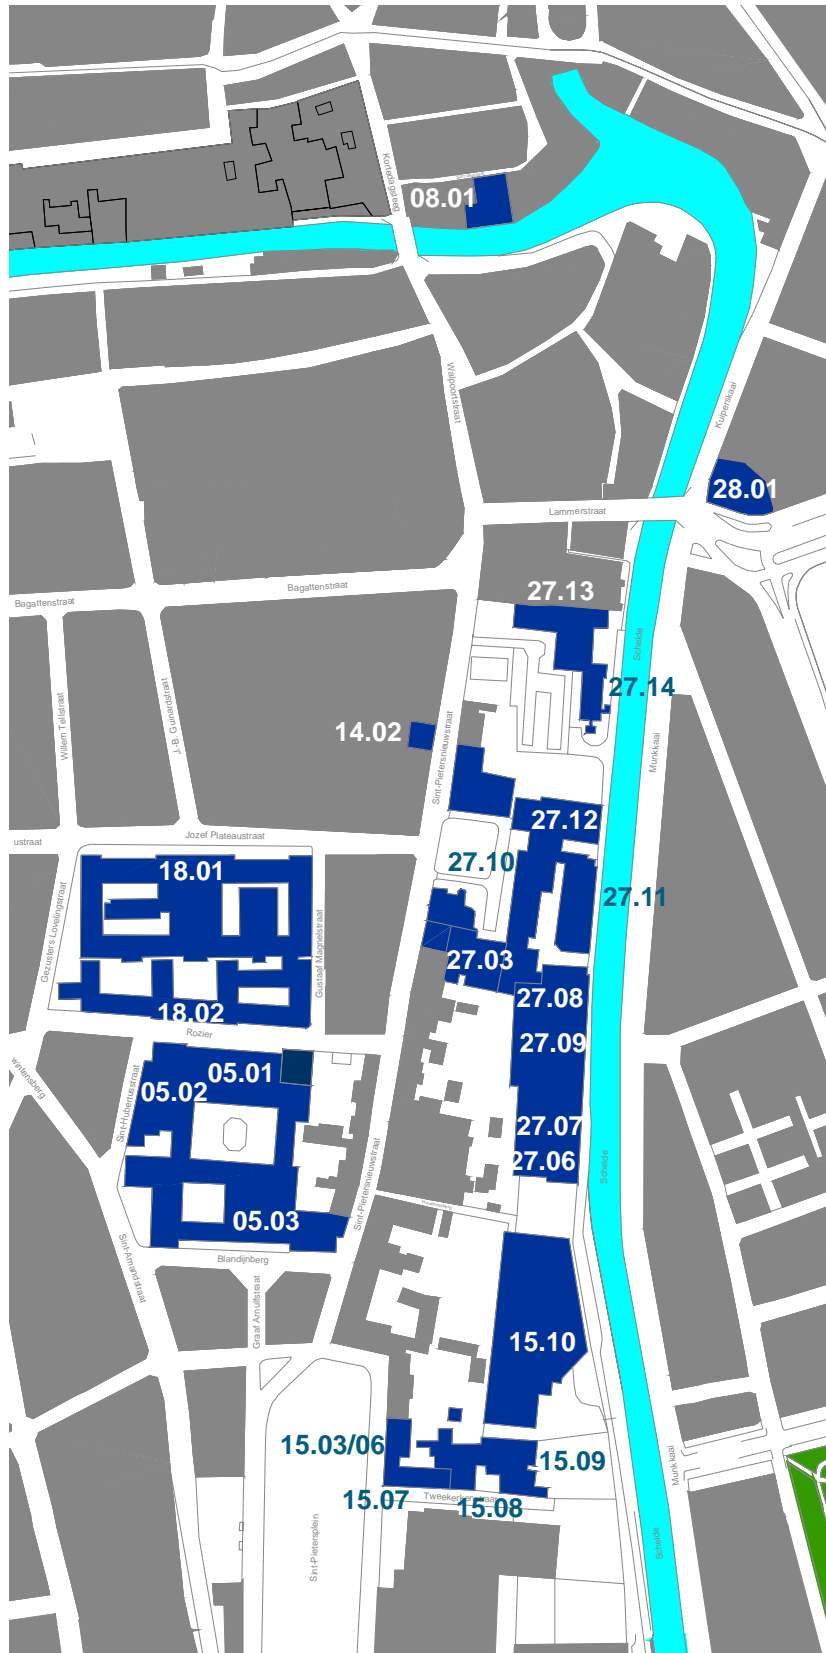 Kortedagsteeg
08.01
Walpoortstraat
Kuiperskaai
28.01
Lammerstraat
27.13
Bagattenstraat
Bagattenstraat
Schelde
27.14
Willem Tellstraat
J.-B. Guinardstraat
14.02
Sint-Pietersnieuwstraat
Munkkaai
27.12
Jozef Plateaustraat
ustraat
27.10
18.01
27.11
Gezusters Lovelingstraat
Gustaaf Magnelstraat
27.03
27.08
18.02
Rozier
27.09
wintensberg
05.01
05.02
Sint-Hubertusstraat
27.07
27.06
Schelde
Sint-Pietersnieuwstraat
05.03
Sint-Amandstraat
Blandijnberg
Graaf Arnulfstraat
15.10
15.03/06
15.09
Munkkaai
15.07
Tweekerkenstraat
15.08
Sint-Pietersplein
Schelde